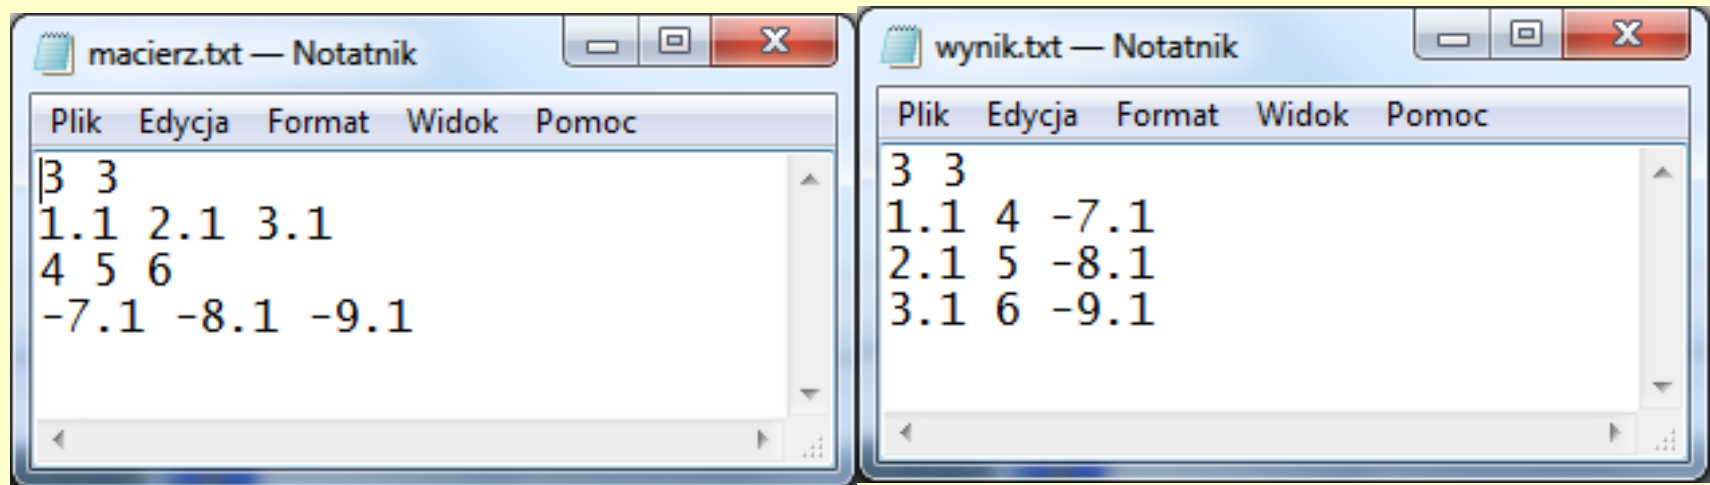 macierz.txt — Notatnik
Plik Edycja Format Widok Pomoc
3 3
1.1 2.1 3.1
4 5 6
-7.1 -8.1 -9.1
wynik.txt — Notatnik
Plik Edycja Format Widok Pomoc
3 3
1.1 4 -7.1
2.1 5 -8.1
3.1 6 -9.1